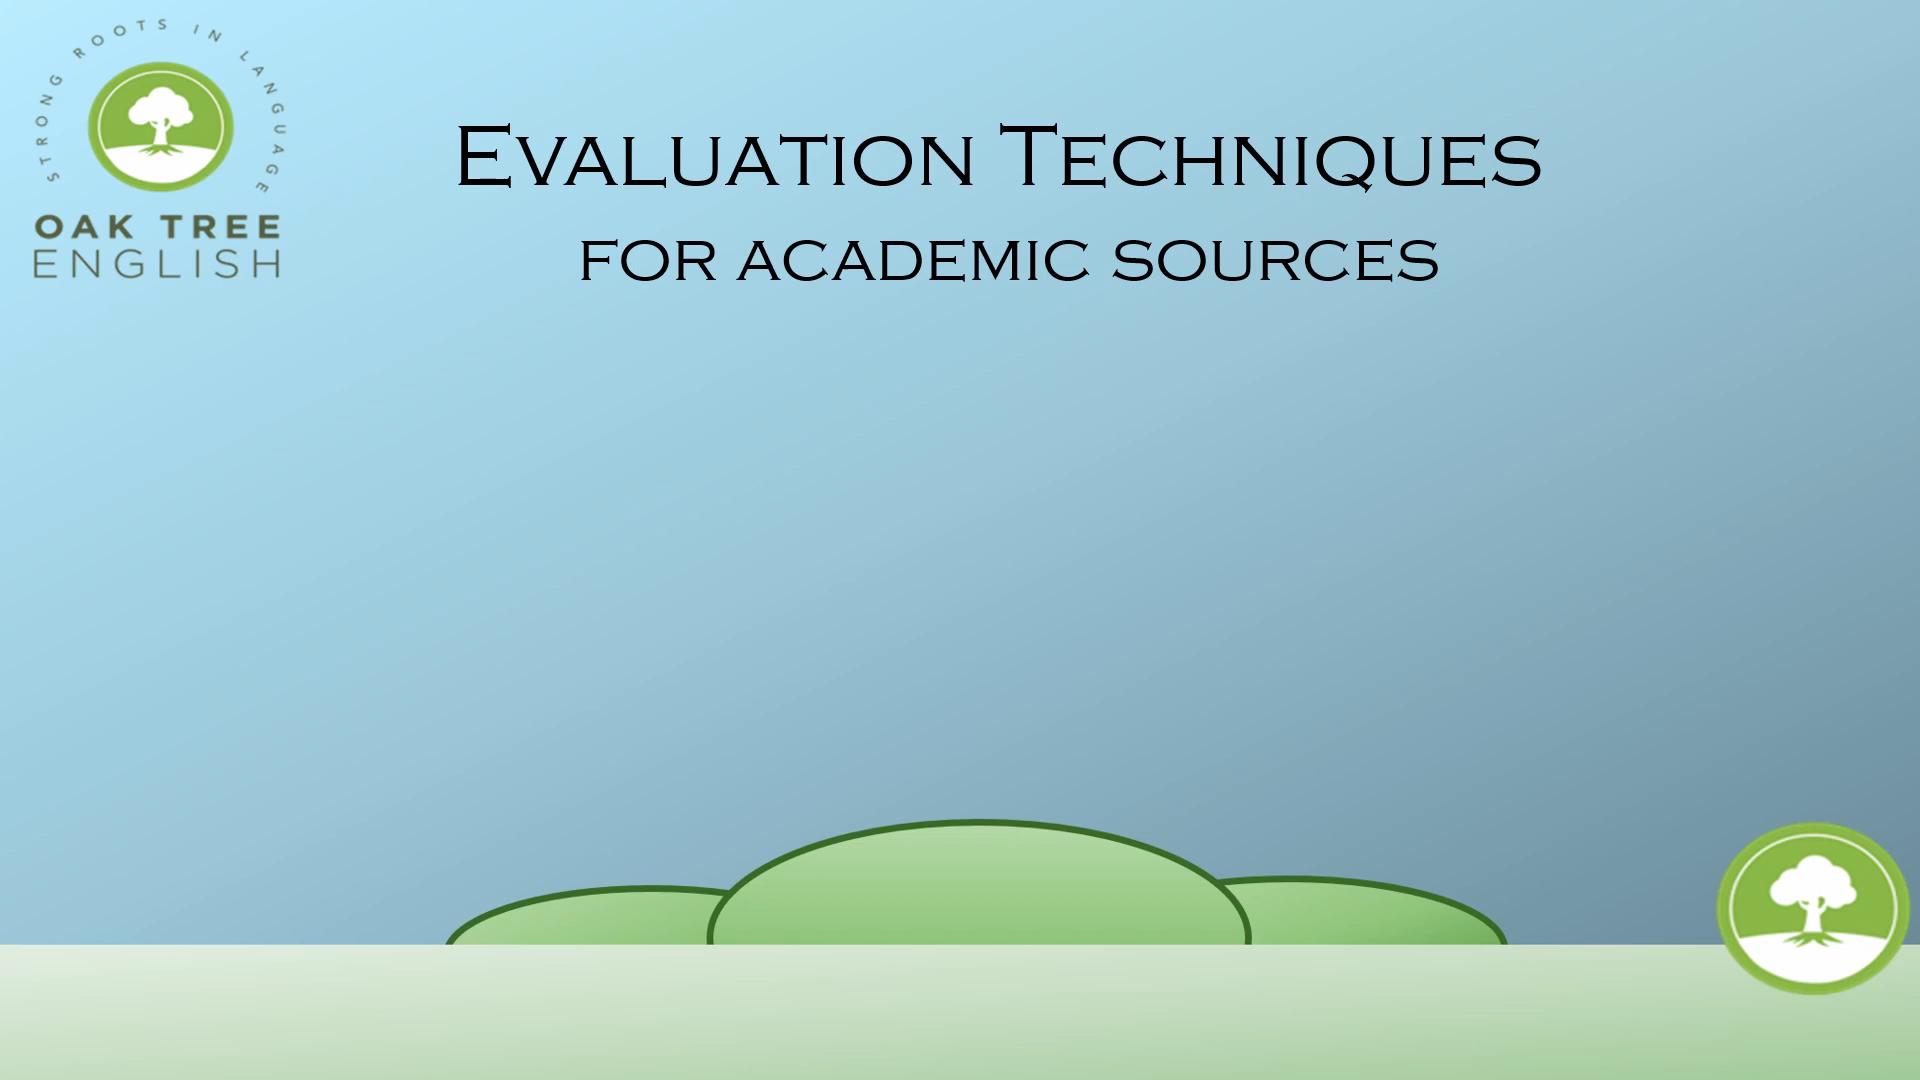 STRONG ROOTS IN LANGUAGE
OAK TREE
ENGLISH
EVALUATION TECHNIQUES
FOR ACADEMIC SOURCES